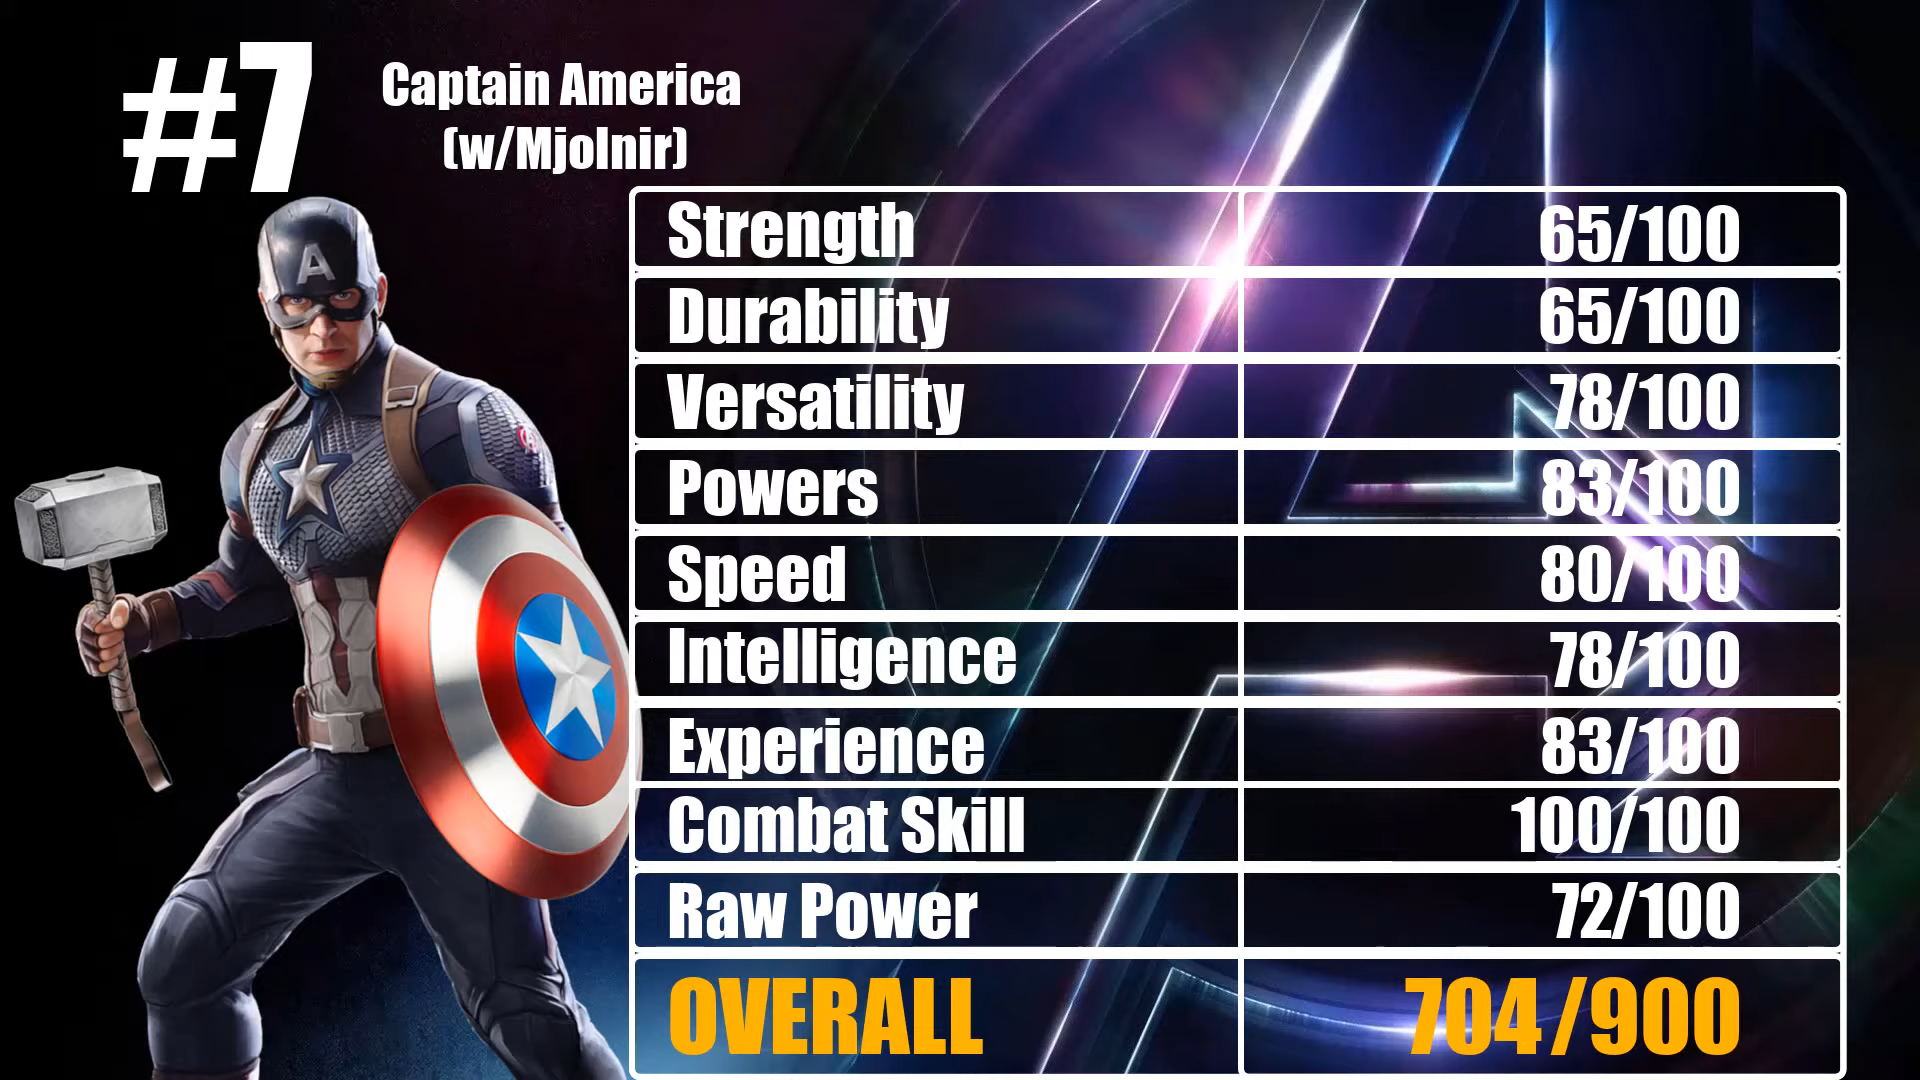 #7
Captain America
(w/Mjolnir)
A
Strength 65/100
Durability 65/100
Versatility 78/100
Powers 83/100
Speed 80/100
Intelligence 78/100
Experience 83/100
Combat Skill 100/100
Raw Power 72/100
OVERALL 704/900